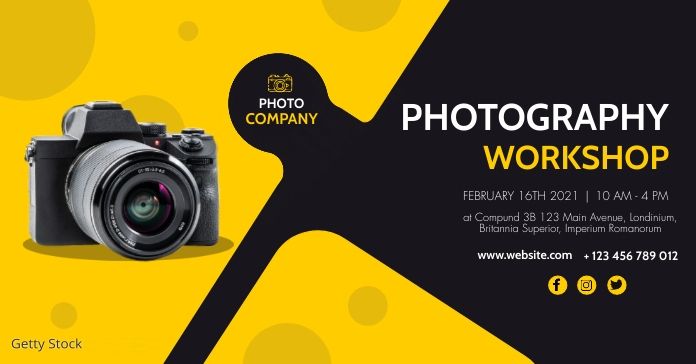 PHOTO
COMPANY
PHOTOGRAPHY
WORKSHOP
FEBRUARY 16TH 2021 | 10 AM - 4 PM
at Compund 3B 123 Main Avenue, Londinium,
Britannia Superior, Imperium Romanorum
www.website.com + 123 456 789 012
Getty Stock